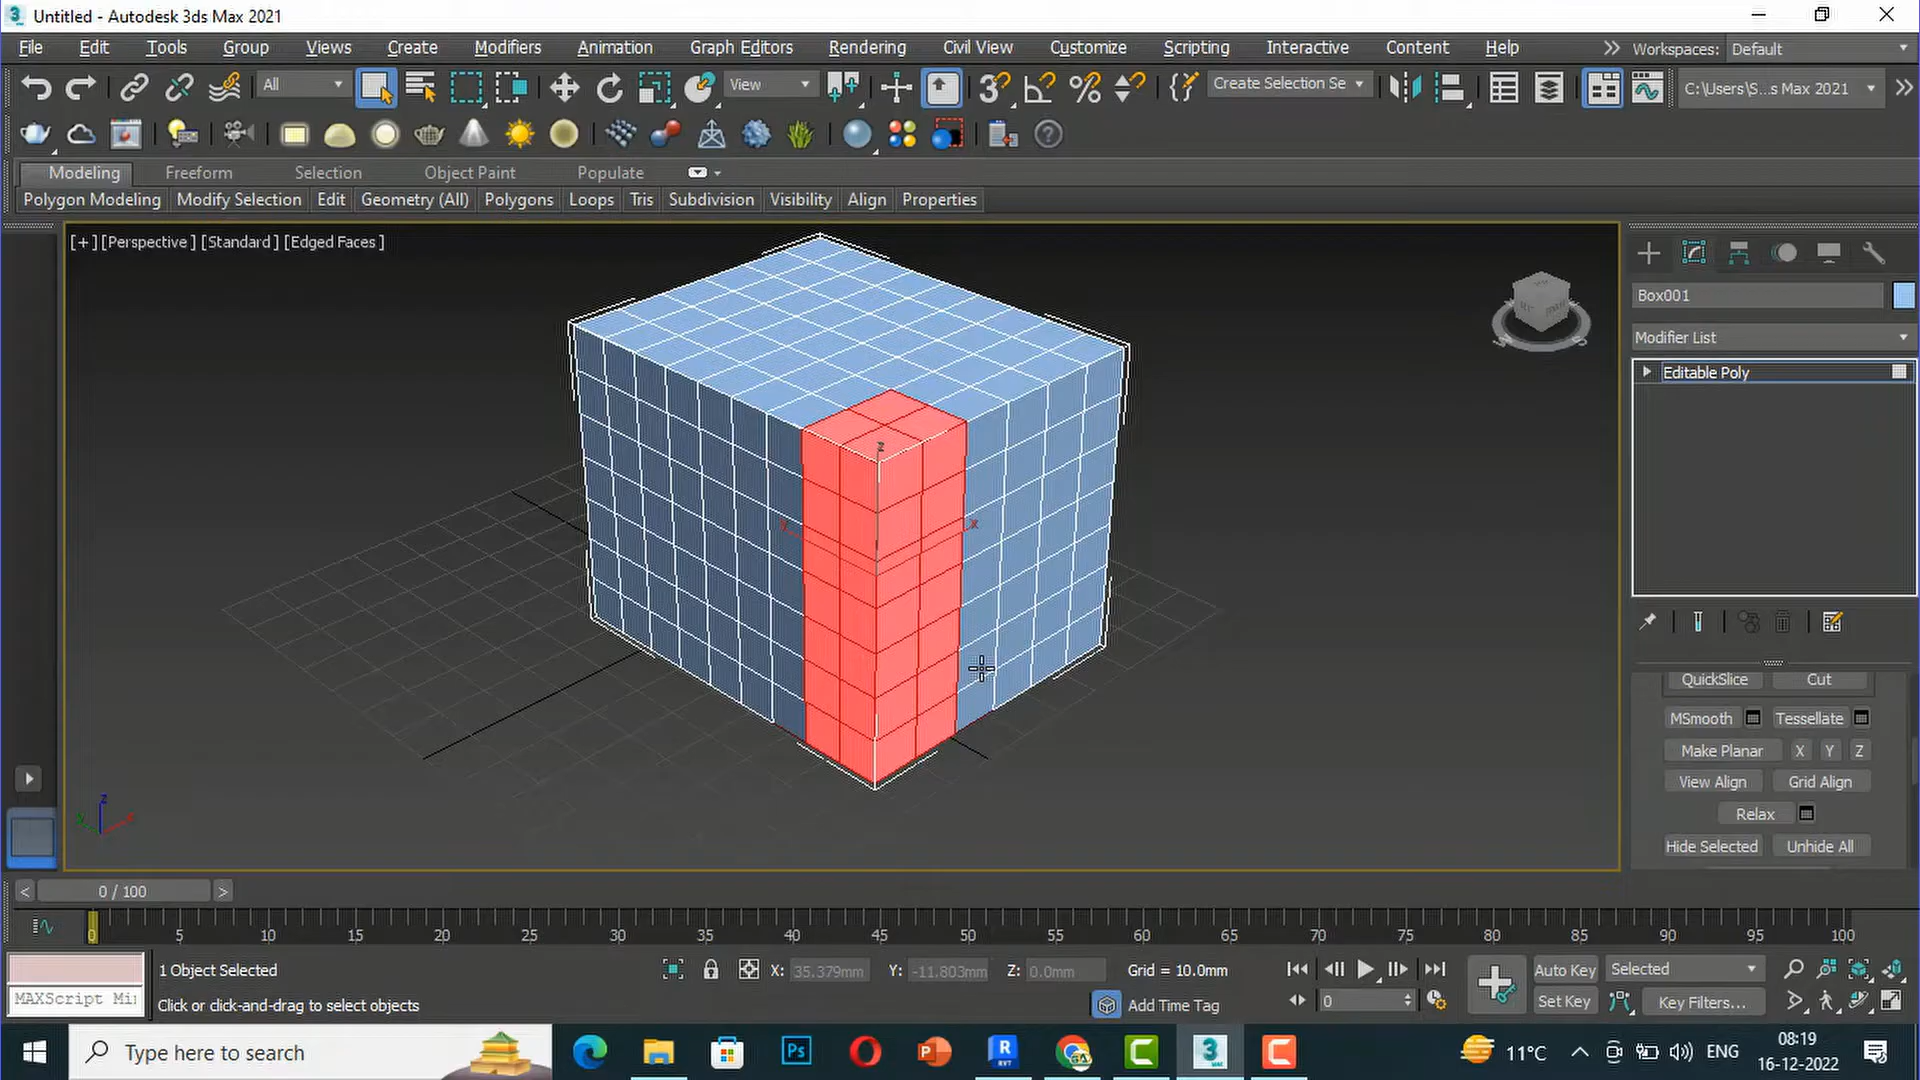 Untitled - Autodesk 3ds Max 2021
File Edit Tools Group Views Create Modifiers Animation Graph Editors Rendering Civil View Customize Scripting Interactive Content Help Workspaces: Default
All View Create Selection Se C:\Users\S...s Max 2021
Modeling Freeform Selection Object Paint Populate
Polygon Modeling Modify Selection Edit Geometry (All) Polygons Loops Tris Subdivision Visibility Align Properties
[+] [Perspective ] [Standard ] [Edged Faces ]
Box001
Modifier List
Editable Poly
z
y x
QuickSlice Cut
MSmooth Tessellate
Make Planar X Y Z
View Align Grid Align
Relax
Hide Selected Unhide All
< 0 / 100 >
0 5 10 15 20 25 30 35 40 45 50 55 60 65 70 75 80 85 90 95 100
1 Object Selected X: 35.379mm Y: -11.803mm Z: 0.0mm Grid = 10.0mm Auto Key Selected
MAXScript Mi Click or click-and-drag to select objects Add Time Tag 0 Set Key Key Filters...
Type here to search 11°C ENG 08:19
16-12-2022